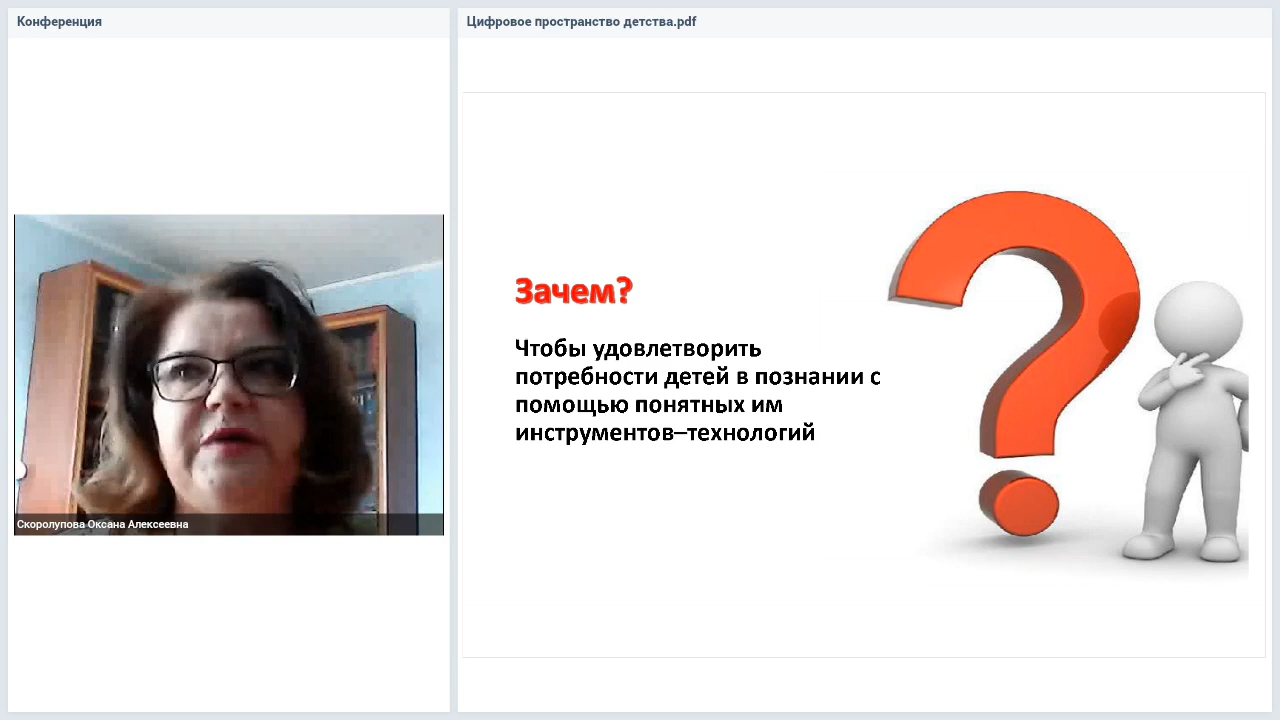 Конференция
Скоролупова Оксана Алексеевна
Цифровое пространство детства.pdf
Зачем?
Чтобы удовлетворить
потребности детей в познании с
помощью понятных им
инструментов–технологий